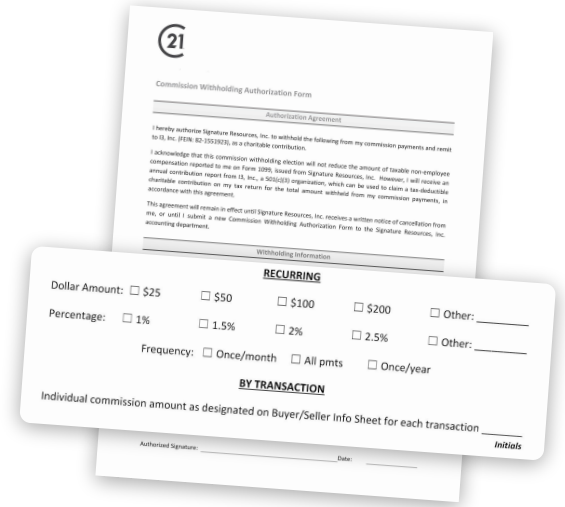 21
Commission Withholding Authorization Form
Authorization Agreement
I hereby authorize Signature Resources, Inc. to withhold the following from my commission payments and remit
to I3, Inc. (FEIN: 82-1551923), as a charitable contribution.
I acknowledge that this commission withholding election will not reduce the amount of taxable non-employee
compensation reported to me on Form 1099, issued from Signature Resources, Inc. However, I will receive an
annual contribution report from I3, Inc., a 501(c)(3) organization, which can be used to claim a tax-deductible
charitable contribution on my tax return for the total amount withheld from my commission payments, in
accordance with this agreement.
This agreement will remain in effect until Signature Resources, Inc. receives a written notice of cancellation from
me, or until I submit a new Commission Withholding Authorization Form to the Signature Resources, Inc.
accounting department.
Withholding Information
RECURRING
Dollar Amount: ☐ $25 ☐ $50 ☐ $100 ☐ $200 ☐ Other: ________
Percentage: ☐ 1% ☐ 1.5% ☐ 2% ☐ 2.5% ☐ Other: ________
Frequency: ☐ Once/month ☐ All pmts ☐ Once/year
BY TRANSACTION
Individual commission amount as designated on Buyer/Seller Info Sheet for each transaction ______
Initials
Authorized Signature: ______________________ Date: ________